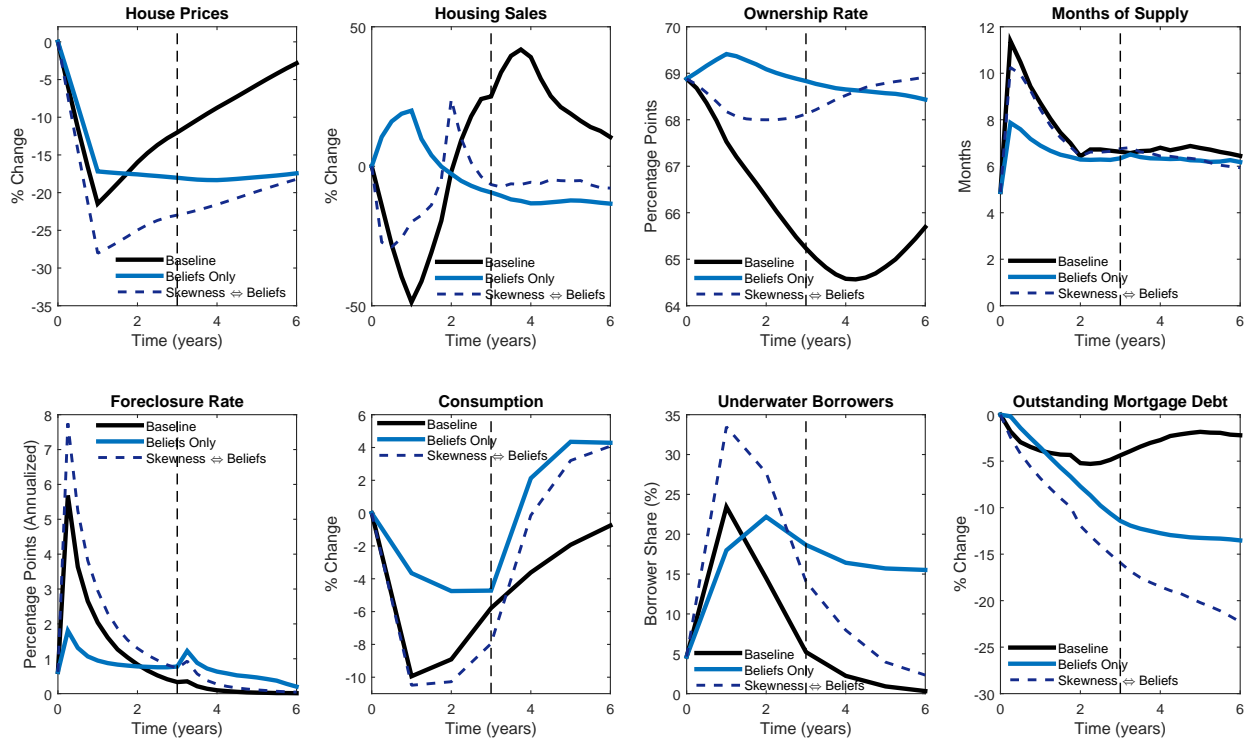 House Prices
% Change
0
-5
-10
-15
-20
-25
-30
-35
Baseline
Beliefs Only
Skewness ⇔ Beliefs
0 2 4 6
Time (years)
Housing Sales
% Change
50
0
-50
Baseline
Beliefs Only
Skewness ⇔ Beliefs
0 2 4 6
Time (years)
Ownership Rate
Percentage Points
70
69
68
67
66
65
64
Baseline
Beliefs Only
Skewness ⇔ Beliefs
0 2 4 6
Time (years)
Months of Supply
Months
12
10
8
6
4
2
0
Baseline
Beliefs Only
Skewness ⇔ Beliefs
0 2 4 6
Time (years)
Foreclosure Rate
Percentage Points (Annualized)
8
7
6
5
4
3
2
1
0
Baseline
Beliefs Only
Skewness ⇔ Beliefs
0 2 4 6
Time (years)
Consumption
% Change
6
4
2
0
-2
-4
-6
-8
-10
Baseline
Beliefs Only
Skewness ⇔ Beliefs
0 2 4 6
Time (years)
Underwater Borrowers
Borrower Share (%)
35
30
25
20
15
10
5
0
Baseline
Beliefs Only
Skewness ⇔ Beliefs
0 2 4 6
Time (years)
Outstanding Mortgage Debt
% Change
0
-5
-10
-15
-20
-25
-30
Baseline
Beliefs Only
Skewness ⇔ Beliefs
0 2 4 6
Time (years)